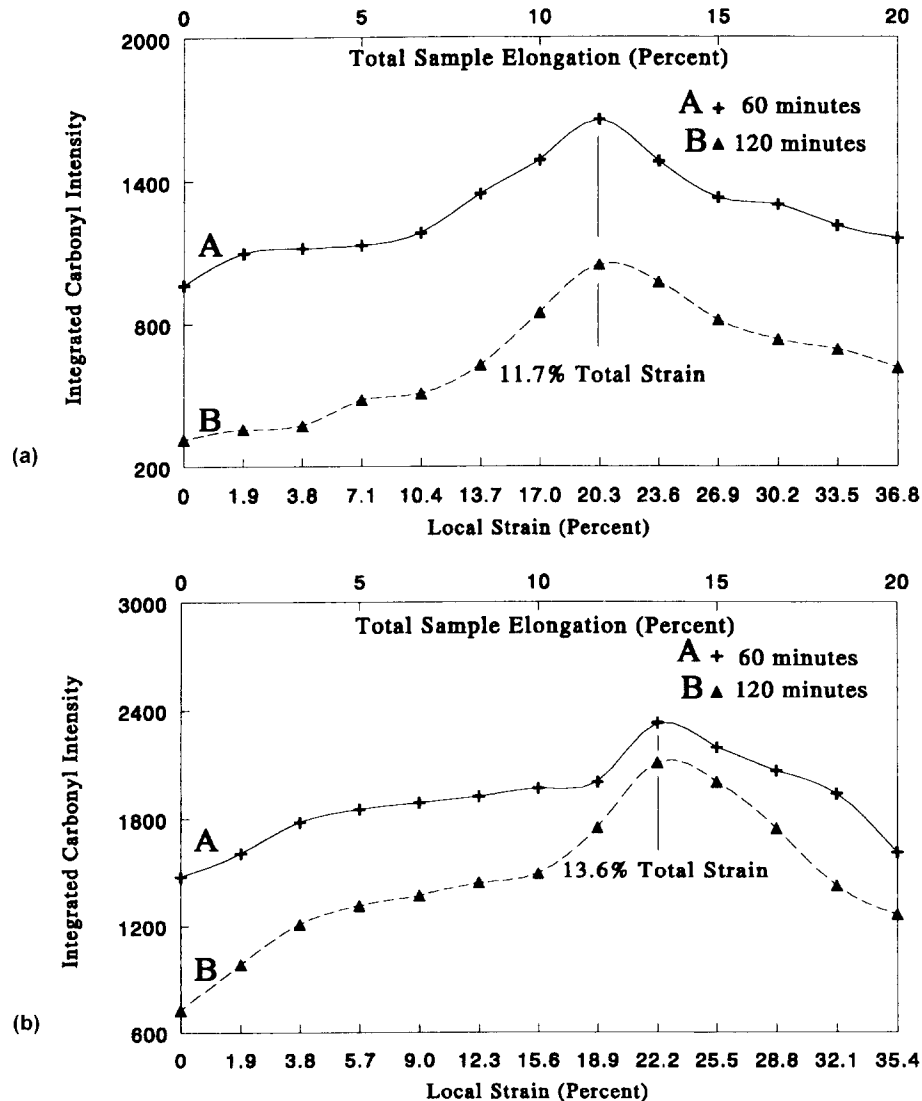 0 5 10 15 20
2000
Total Sample Elongation (Percent)
A + 60 minutes
B ▲ 120 minutes
Integrated Carbonyl Intensity
1400
A
800
11.7% Total Strain
B
(a)
200
0 1.9 3.8 7.1 10.4 13.7 17.0 20.3 23.6 26.9 30.2 33.5 36.8
Local Strain (Percent)
0 5 10 15 20
3000
Total Sample Elongation (Percent)
A + 60 minutes
B ▲ 120 minutes
Integrated Carbonyl Intensity
2400
1800
A
13.6% Total Strain
1200
B
(b)
600
0 1.9 3.8 5.7 9.0 12.3 15.6 18.9 22.2 25.5 28.8 32.1 35.4
Local Strain (Percent)